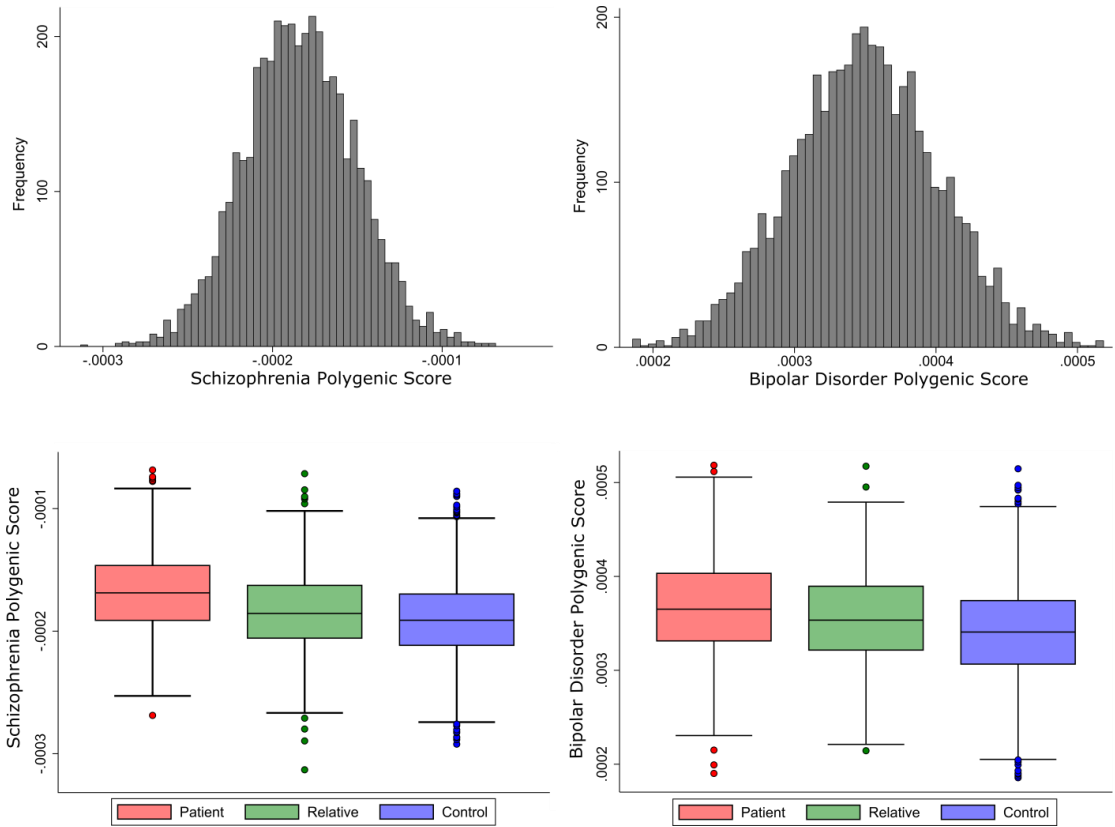 Frequency
200
100
0
-.0003
-.0002
-.0001
Schizophrenia Polygenic Score
Frequency
200
100
0
.0002
.0003
.0004
.0005
Bipolar Disorder Polygenic Score
Schizophrenia Polygenic Score
-.0001
-.0002
-.0003
Patient
Relative
Control
Bipolar Disorder Polygenic Score
.0005
.0004
.0003
.0002
Patient
Relative
Control